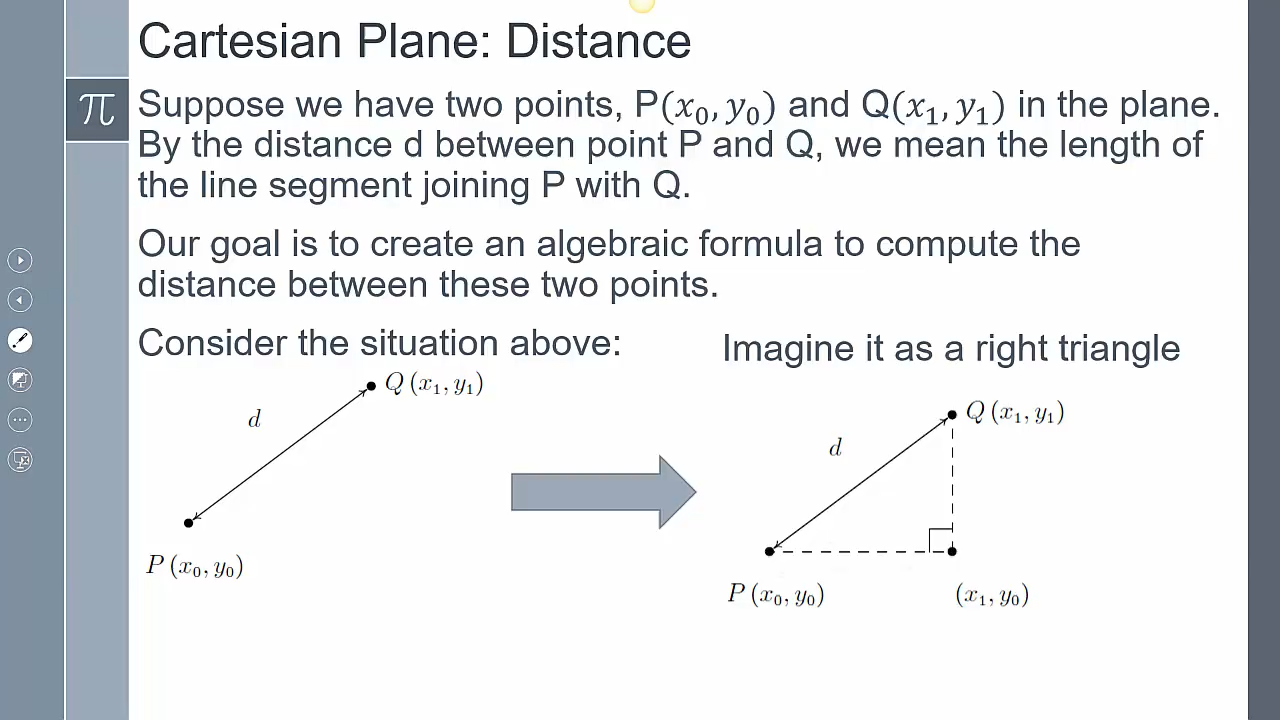 Cartesian Plane: Distance
π
Suppose we have two points, P(x₀, y₀) and Q(x₁, y₁) in the plane.
By the distance d between point P and Q, we mean the length of
the line segment joining P with Q.
Our goal is to create an algebraic formula to compute the
distance between these two points.
Consider the situation above:
Q (x₁, y₁)
d
P (x₀, y₀)
Imagine it as a right triangle
Q (x₁, y₁)
d
P (x₀, y₀)
(x₁, y₀)